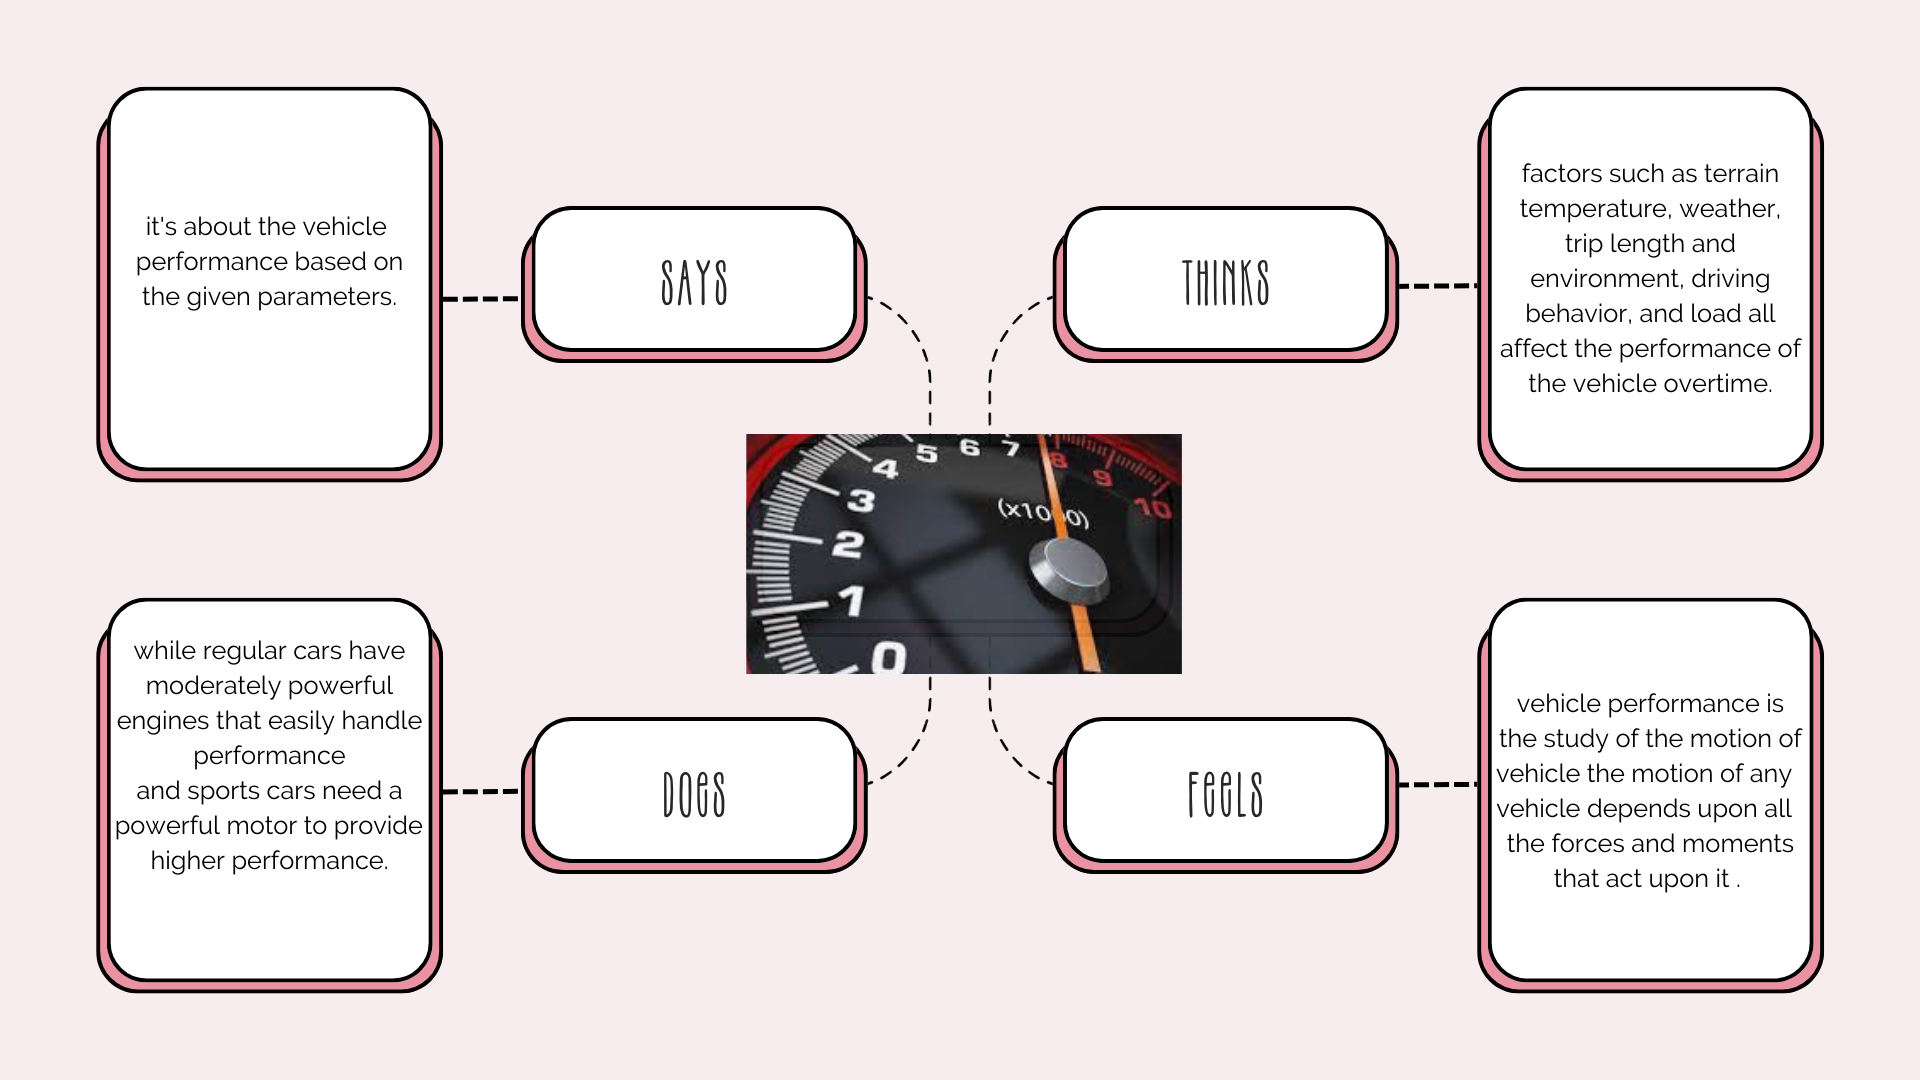 it's about the vehicle
performance based on
the given parameters.
SAYS
THINKS
factors such as terrain
temperature, weather,
trip length and
environment, driving
behavior, and load all
affect the performance of
the vehicle overtime.
5 6 7 8
4 9
3 10
(x1000)
2
1
0
while regular cars have
moderately powerful
engines that easily handle
performance
and sports cars need a
powerful motor to provide
higher performance.
DOES
FEELS
vehicle performance is
the study of the motion of
vehicle the motion of any
vehicle depends upon all
the forces and moments
that act upon it .